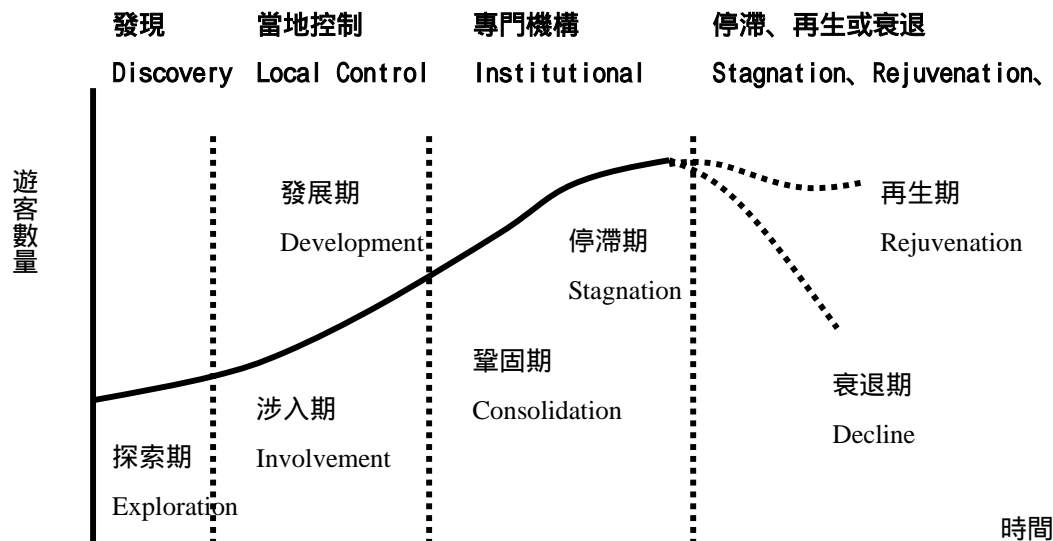 發現
當地控制
專門機構
停滯、再生或衰退
Discovery
Local Control
Institutional
Stagnation、Rejuvenation、
遊客數量
發展期
Development
停滯期
Stagnation
再生期
Rejuvenation
鞏固期
Consolidation
衰退期
Decline
涉入期
Involvement
探索期
Exploration
時間